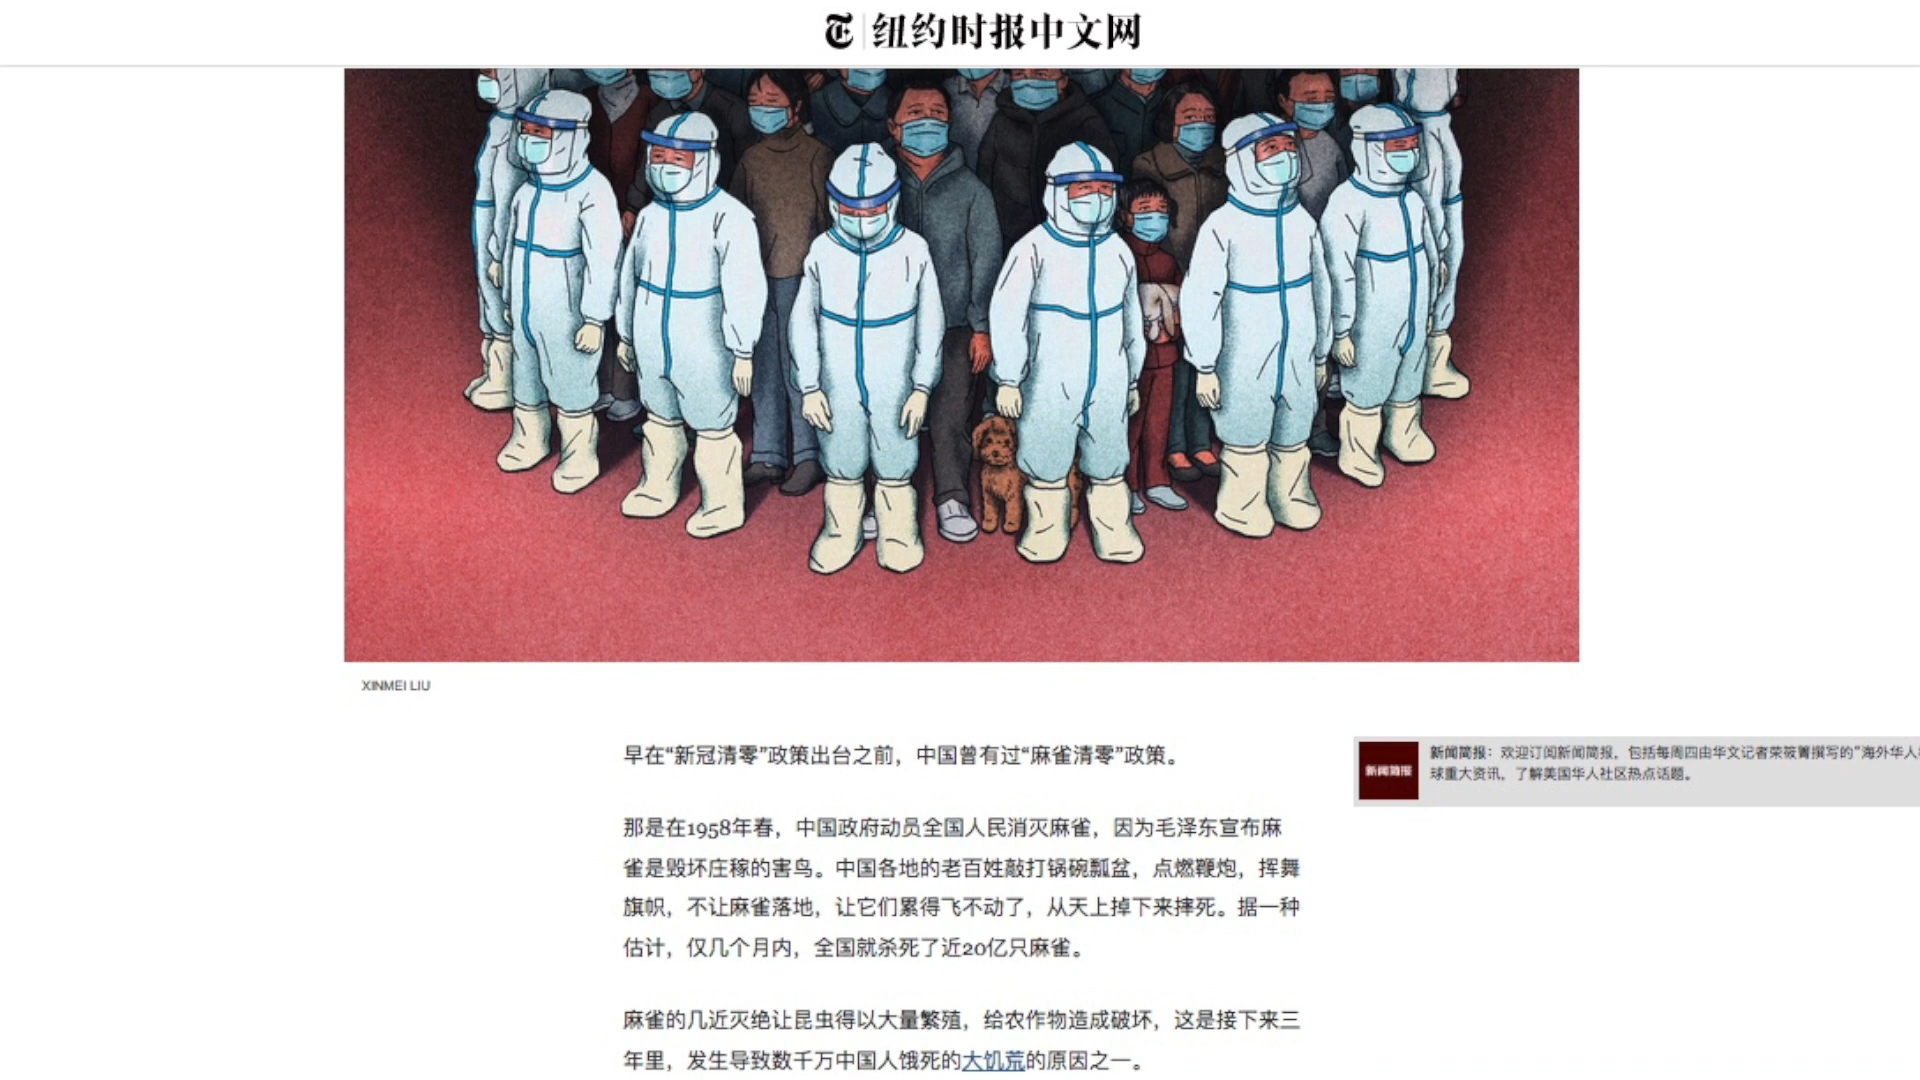 纽约时报中文网
XINMEI LIU
早在“新冠清零”政策出台之前，中国曾有过“麻雀清零”政策。
那是在1958年春，中国政府动员全国人民消灭麻雀，因为毛泽东宣布麻
雀是毁坏庄稼的害鸟。中国各地的老百姓敲打锅碗瓢盆，点燃鞭炮，挥舞
旗帜，不让麻雀落地，让它们累得飞不动了，从天上掉下来摔死。据一种
估计，仅几个月内，全国就杀死了近20亿只麻雀。
麻雀的几近灭绝让昆虫得以大量繁殖，给农作物造成破坏，这是接下来三
年里，发生导致数千万中国人饿死的大饥荒的原因之一。
新闻简报
新闻简报：欢迎订阅新闻简报，包括每周四由华文记者荣筱箐撰写的“海外华人
球重大资讯，了解美国华人社区热点话题。